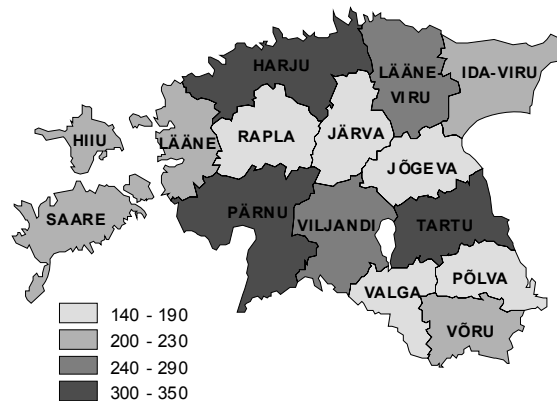 HARJU
LÄÄNE-
VIRU
IDA-VIRU
HIIU
LÄÄNE
RAPLA
JÄRVA
JÕGEVA
SAARE
PÄRNU
VILJANDI
TARTU
VALGA
PÕLVA
VÕRU
140 - 190
200 - 230
240 - 290
300 - 350